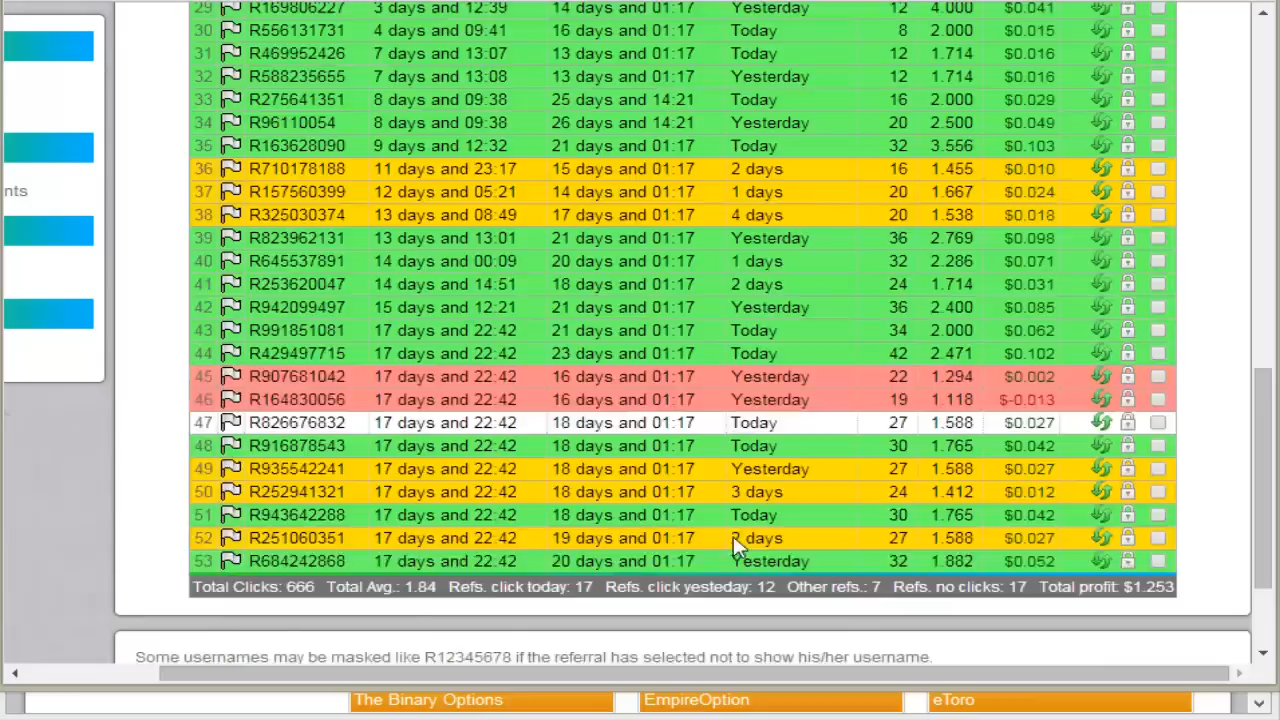 29 R169806227 3 days and 12:39 14 days and 01:17 Yesterday 12 4.000 $0.041
30 R556131731 4 days and 09:41 16 days and 01:17 Today 8 2.000 $0.015
31 R469952426 7 days and 13:07 13 days and 01:17 Today 12 1.714 $0.016
32 R588235655 7 days and 13:08 13 days and 01:17 Yesterday 12 1.714 $0.016
33 R275641351 8 days and 09:38 25 days and 14:21 Today 16 2.000 $0.029
34 R96110054 8 days and 09:38 26 days and 14:21 Yesterday 20 2.500 $0.049
35 R163628090 9 days and 12:32 21 days and 01:17 Today 32 3.556 $0.103
36 R710178188 11 days and 23:17 15 days and 01:17 2 days 16 1.455 $0.010
nts
37 R157560399 12 days and 05:21 14 days and 01:17 1 days 20 1.667 $0.024
38 R325030374 13 days and 08:49 17 days and 01:17 4 days 20 1.538 $0.018
39 R823962131 13 days and 13:01 21 days and 01:17 Yesterday 36 2.769 $0.098
40 R645537891 14 days and 00:09 20 days and 01:17 1 days 32 2.286 $0.071
41 R253620047 14 days and 14:51 18 days and 01:17 2 days 24 1.714 $0.031
42 R942099497 15 days and 12:21 21 days and 01:17 Yesterday 36 2.400 $0.085
43 R991851081 17 days and 22:42 21 days and 01:17 Today 34 2.000 $0.062
44 R429497715 17 days and 22:42 23 days and 01:17 Today 42 2.471 $0.102
45 R907681042 17 days and 22:42 16 days and 01:17 Yesterday 22 1.294 $0.002
46 R164830056 17 days and 22:42 16 days and 01:17 Yesterday 19 1.118 $-0.013
47 R826676832 17 days and 22:42 18 days and 01:17 Today 27 1.588 $0.027
48 R916878543 17 days and 22:42 18 days and 01:17 Today 30 1.765 $0.042
49 R935542241 17 days and 22:42 18 days and 01:17 Yesterday 27 1.588 $0.027
50 R252941321 17 days and 22:42 18 days and 01:17 3 days 24 1.412 $0.012
51 R943642288 17 days and 22:42 18 days and 01:17 Today 30 1.765 $0.042
52 R251060351 17 days and 22:42 19 days and 01:17 days 27 1.588 $0.027
53 R684242868 17 days and 22:42 20 days and 01:17 Yesterday 32 1.882 $0.052
Total Clicks: 666 Total Avg.: 1.84 Refs. click today: 17 Refs. click yesteday: 12 Other refs.: 7 Refs. no clicks: 17 Total profit: $1.253
Some usernames may be masked like R12345678 if the referral has selected not to show his/her username.
The Binary Options EmpireOption eToro